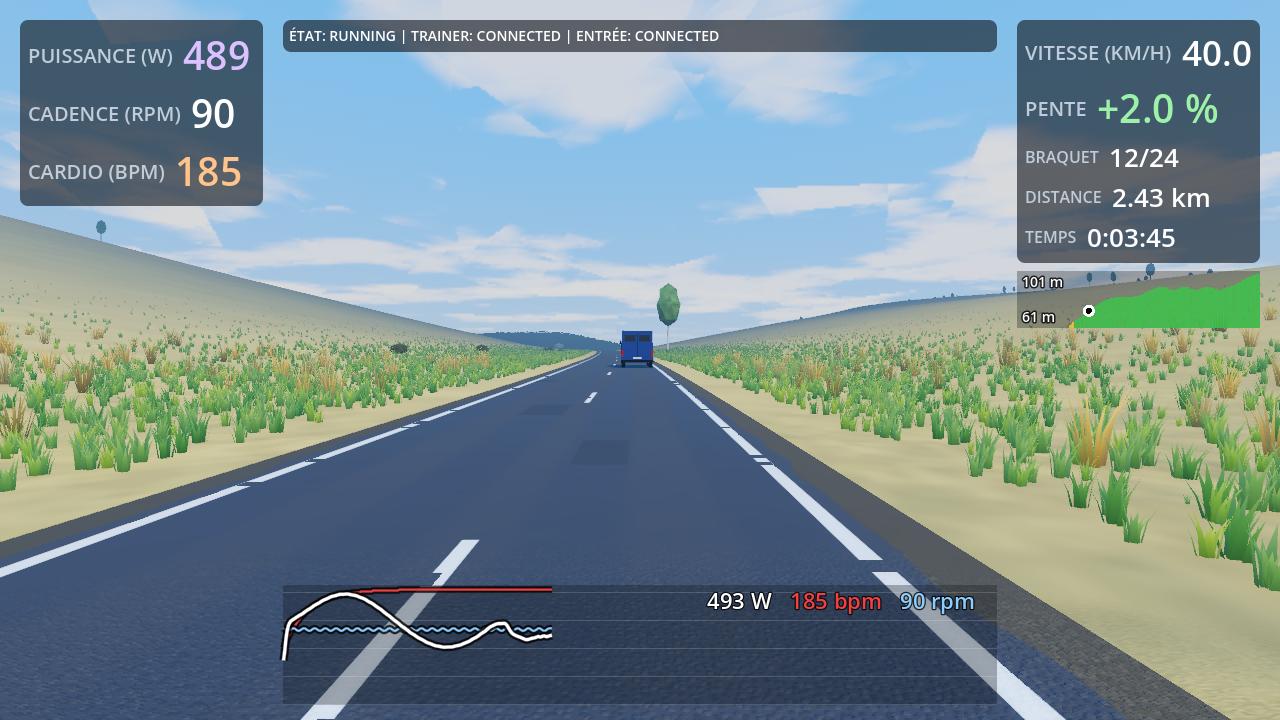 PUISSANCE (W) 489
CADENCE (RPM) 90
CARDIO (BPM) 185
ÉTAT: RUNNING | TRAINER: CONNECTED | ENTRÉE: CONNECTED
VITESSE (KM/H) 40.0
PENTE +2.0 %
BRAQUET 12/24
DISTANCE 2.43 km
TEMPS 0:03:45
101 m
61 m
493 W 185 bpm 90 rpm